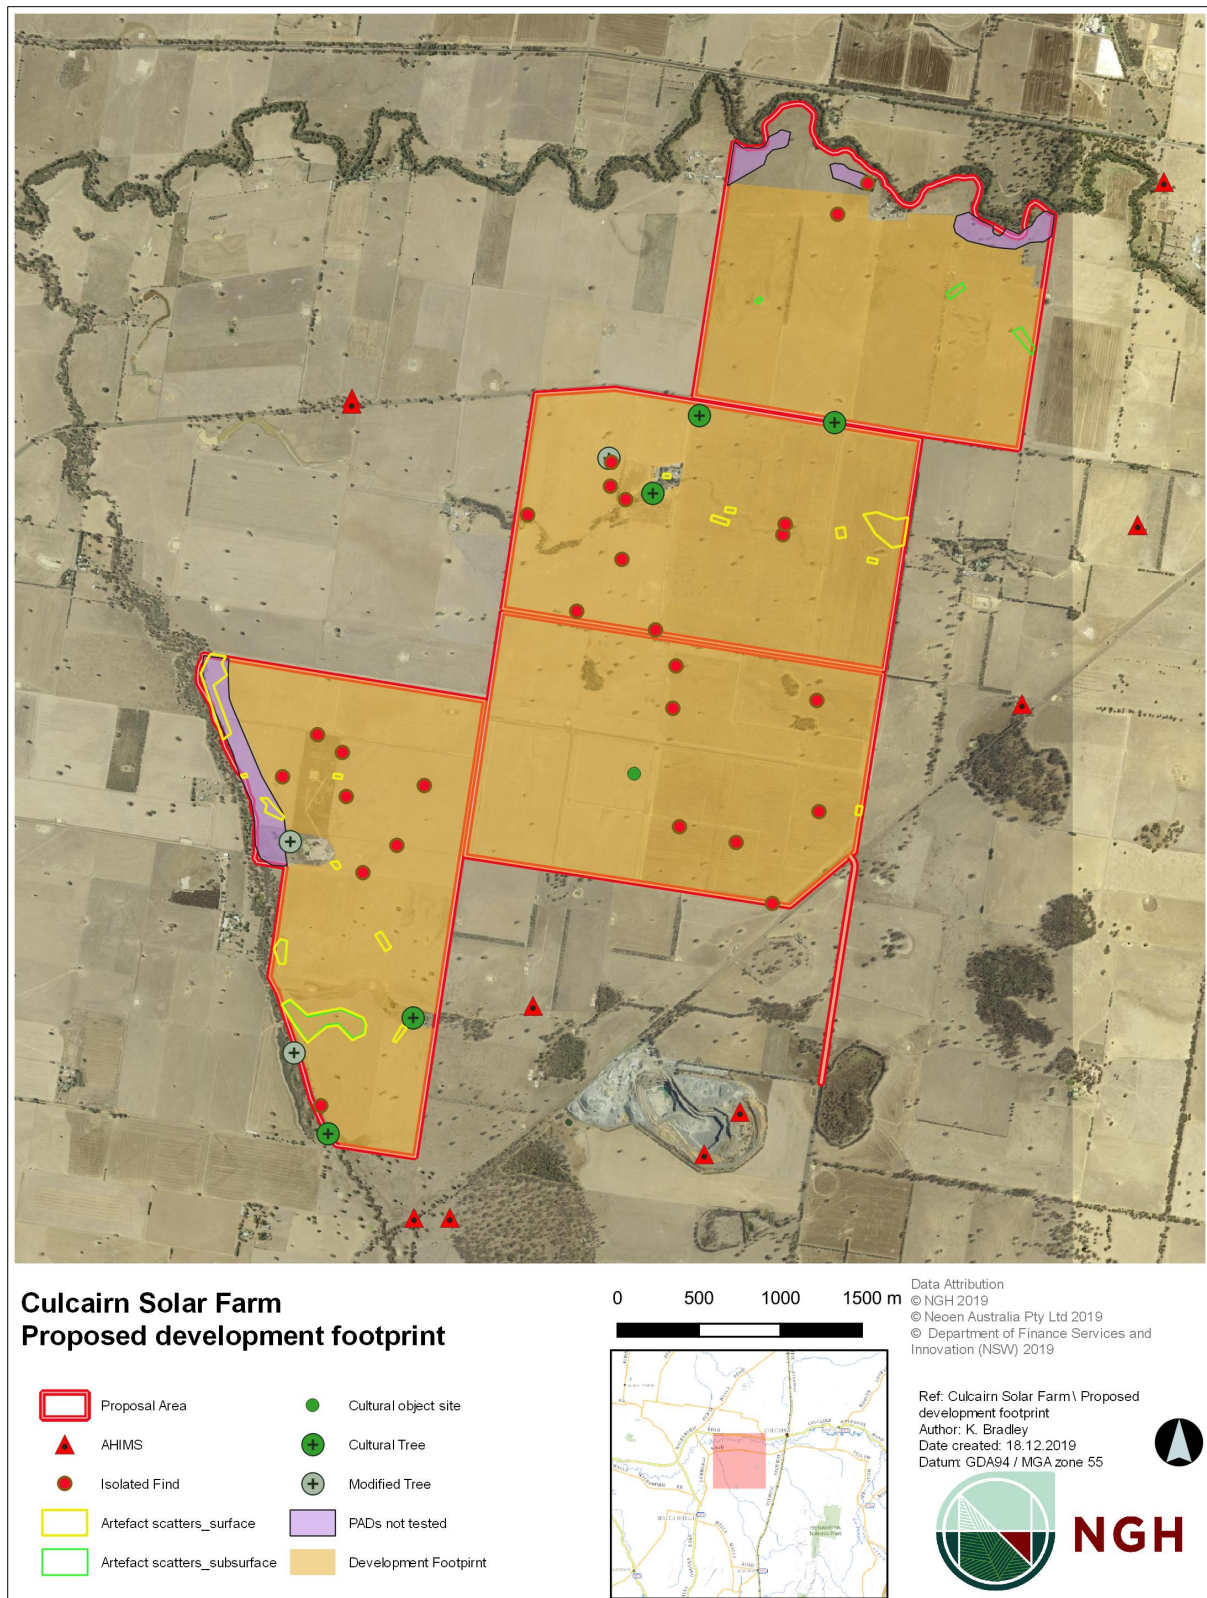 Culcairn Solar Farm
Proposed development footprint
Proposal Area
AHIMS
Isolated Find
Artefact scatters_surface
Artefact scatters_subsurface
Cultural object site
Cultural Tree
Modified Tree
PADs not tested
Development Footpirnt
0 500 1000 1500 m
Data Attribution
© NGH 2019
© Neoen Australia Pty Ltd 2019
© Department of Finance Services and
Innovation (NSW) 2019
Ref: Culcairn Solar Farm \ Proposed
development footprint
Author: K. Bradley
Date created: 18.12.2019
Datum: GDA94 / MGA zone 55
NGH